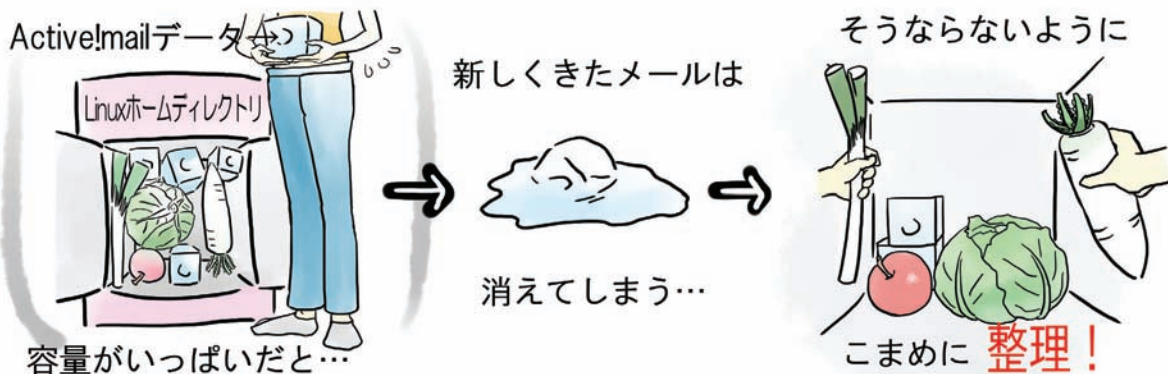 Active!mailデータ→
Linuxホームディレクトリ
容量がいっぱいだと…
新しくきたメールは
消えてしまう…
そうならないように
こまめに 整理！